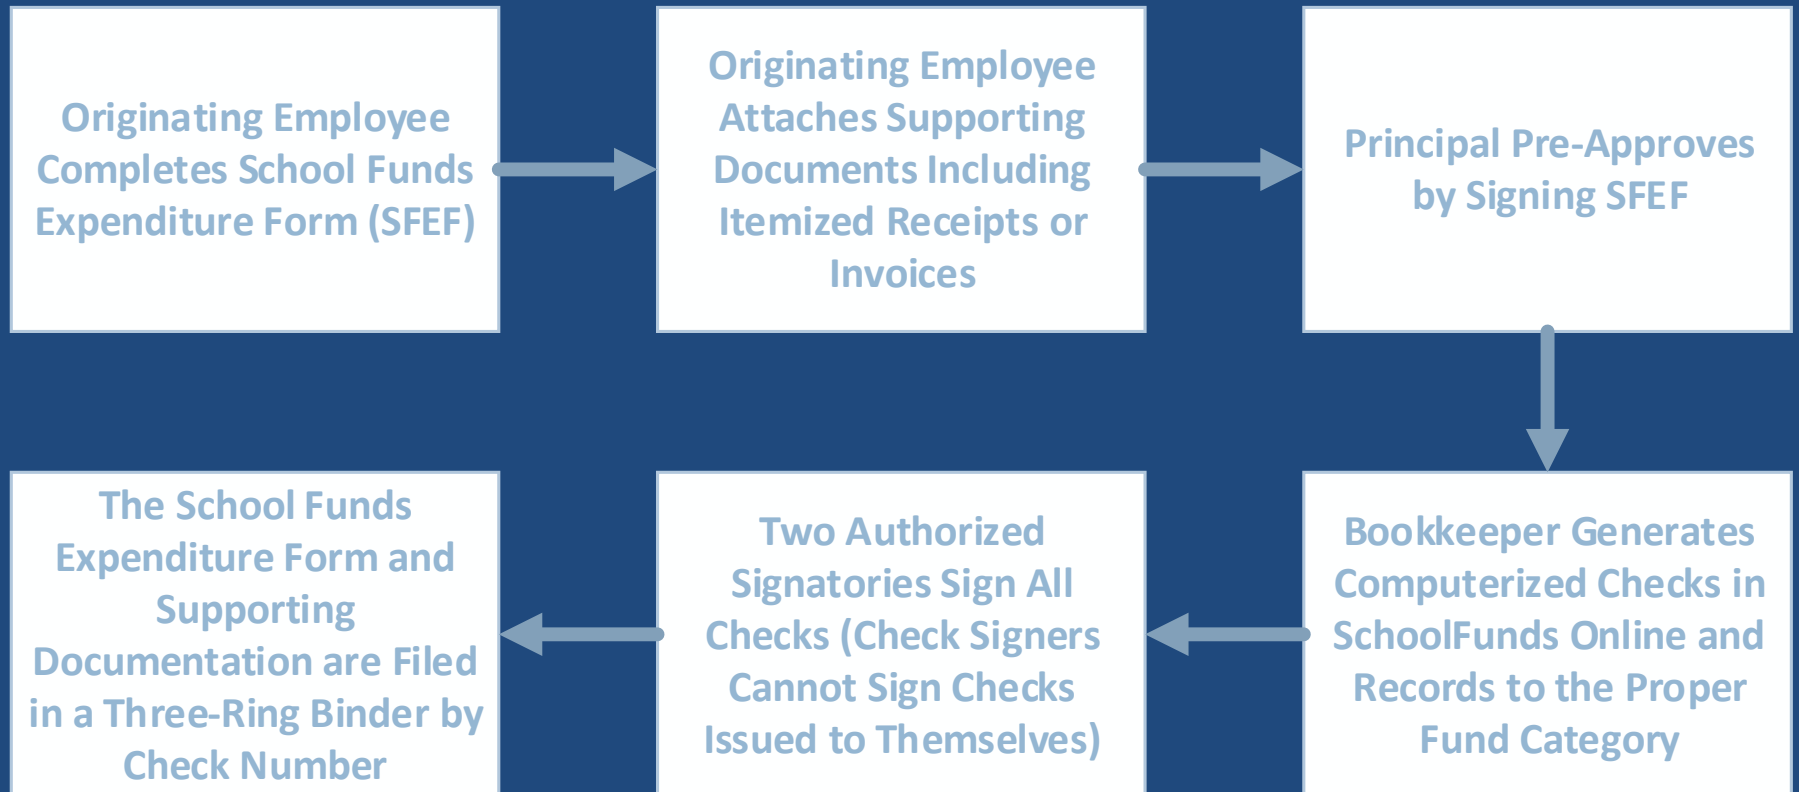 Originating Employee
Completes School Funds
Expenditure Form (SFEF)
Originating Employee
Attaches Supporting
Documents Including
Itemized Receipts or
Invoices
Principal Pre-Approves
by Signing SFEF
Bookkeeper Generates
Computerized Checks in
SchoolFunds Online and
Records to the Proper
Fund Category
Two Authorized
Signatories Sign All
Checks (Check Signers
Cannot Sign Checks
Issued to Themselves)
The School Funds
Expenditure Form and
Supporting
Documentation are Filed
in a Three-Ring Binder by
Check Number